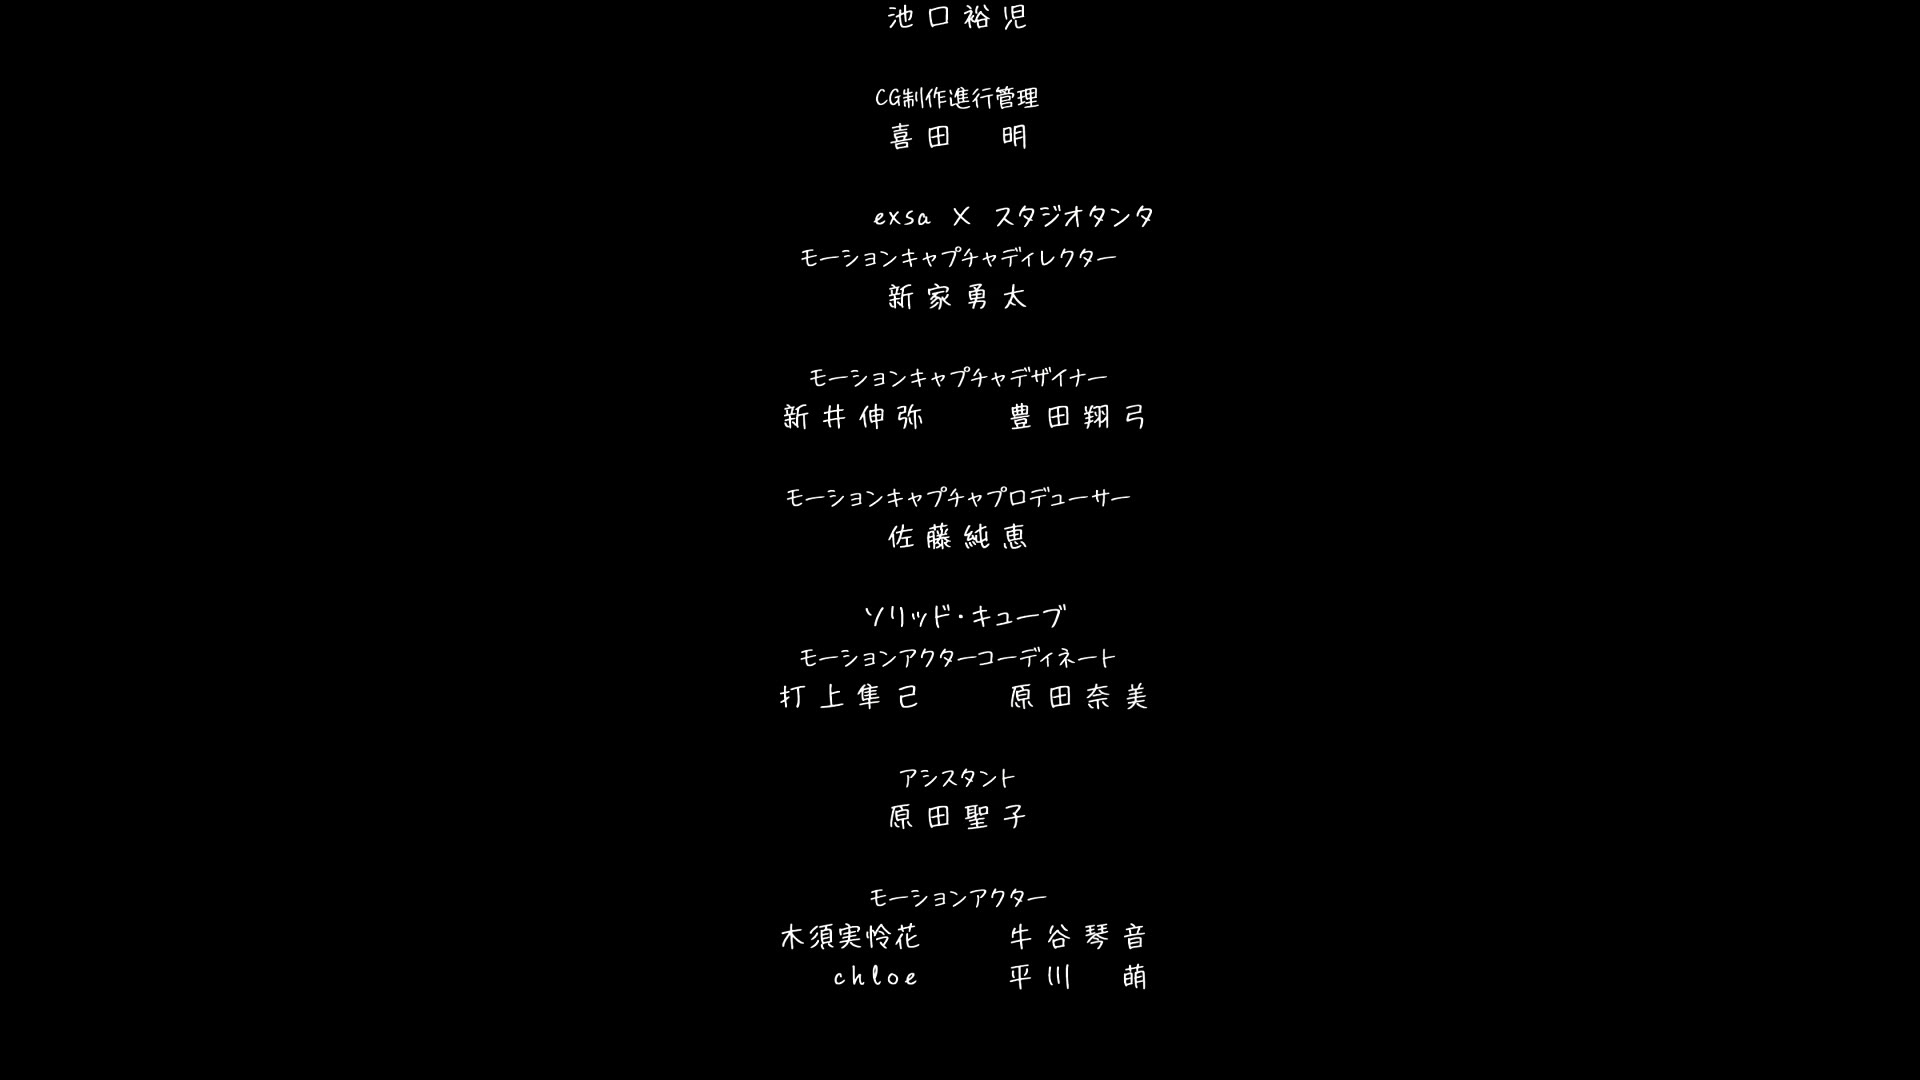 池口裕児
CG制作進行管理
喜田 明
exsa × スタジオタンタ
モーションキャプチャディレクター
新家勇太
モーションキャプチャデザイナー
新井伸弥 豊田翔弓
モーションキャプチャプロデューサー
佐藤純恵
ソリッド・キューブ
モーションアクターコーディネート
打上隼己 原田奈美
アシスタント
原田聖子
モーションアクター
木須実怜花 牛谷琴音
chloe 平川 萌